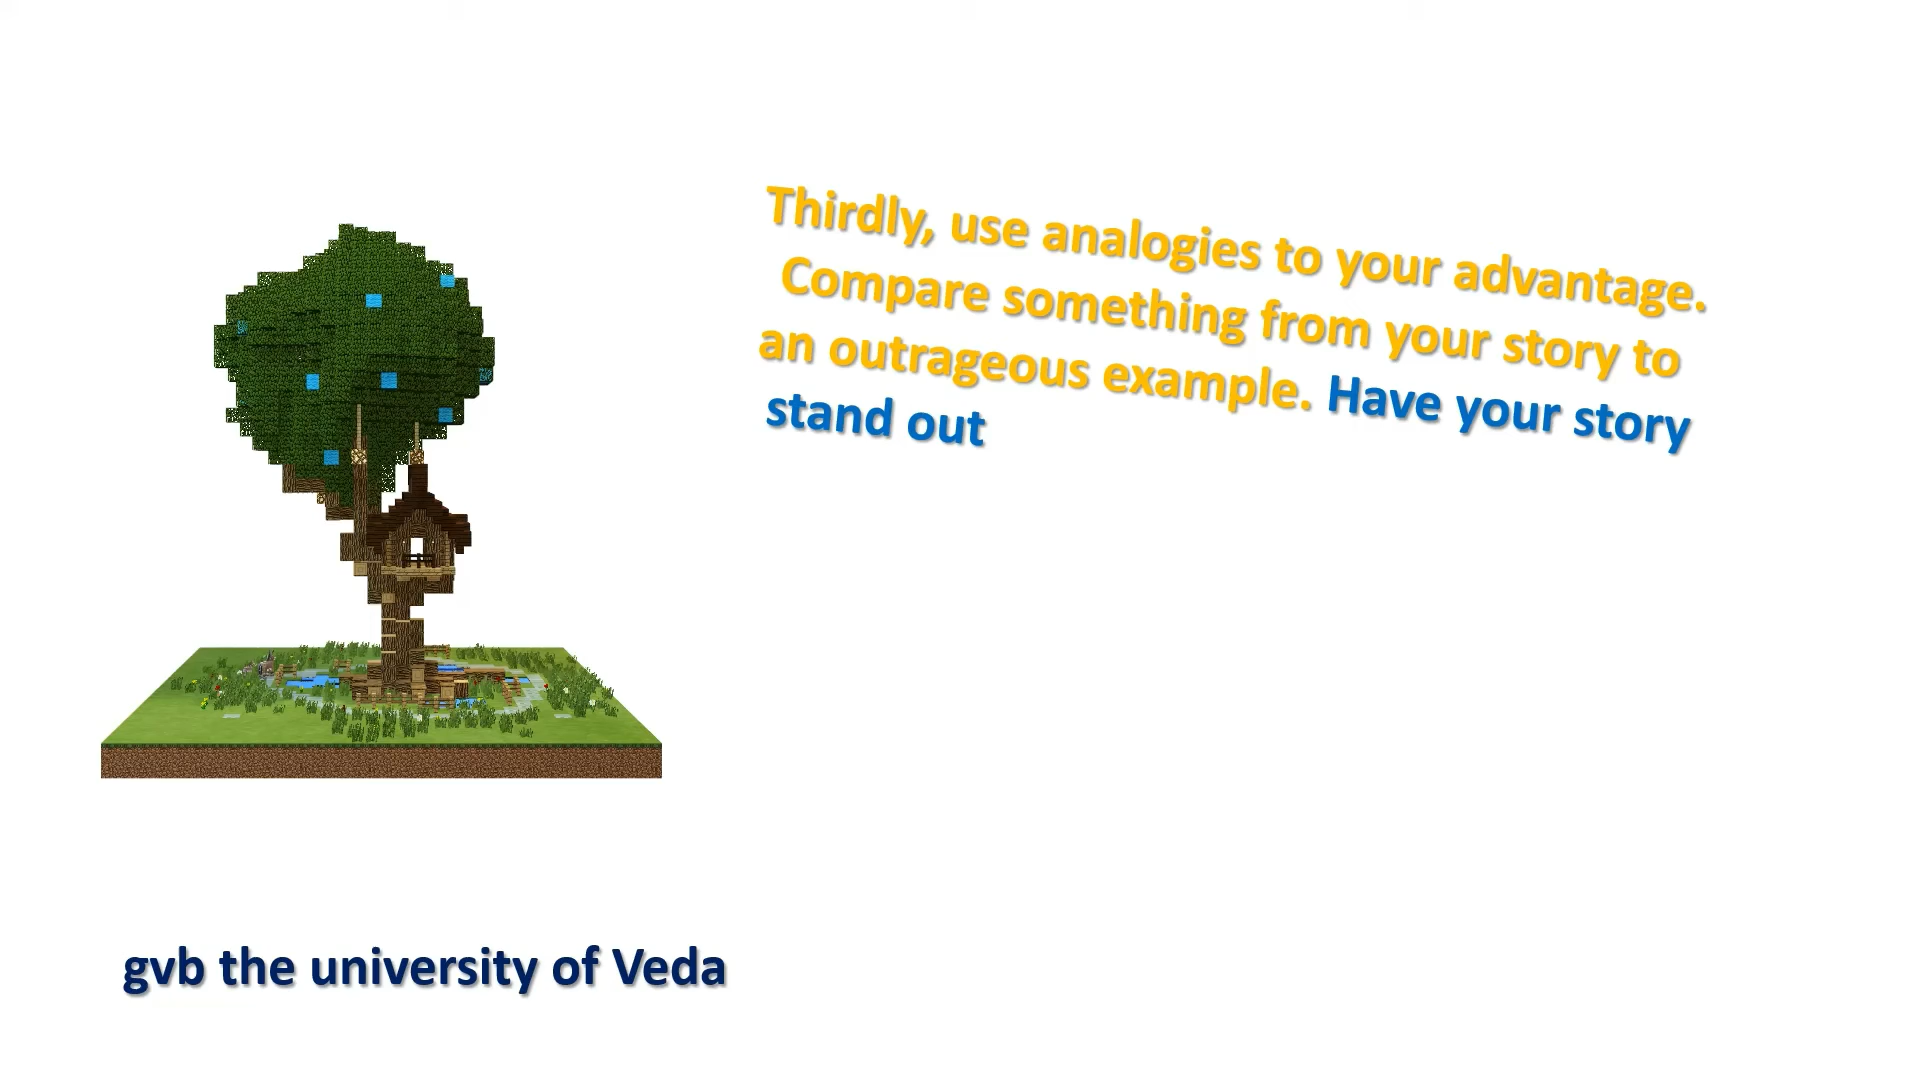 Thirdly, use analogies to your advantage.
Compare something from your story to
an outrageous example. Have your story
stand out
gvb the university of Veda